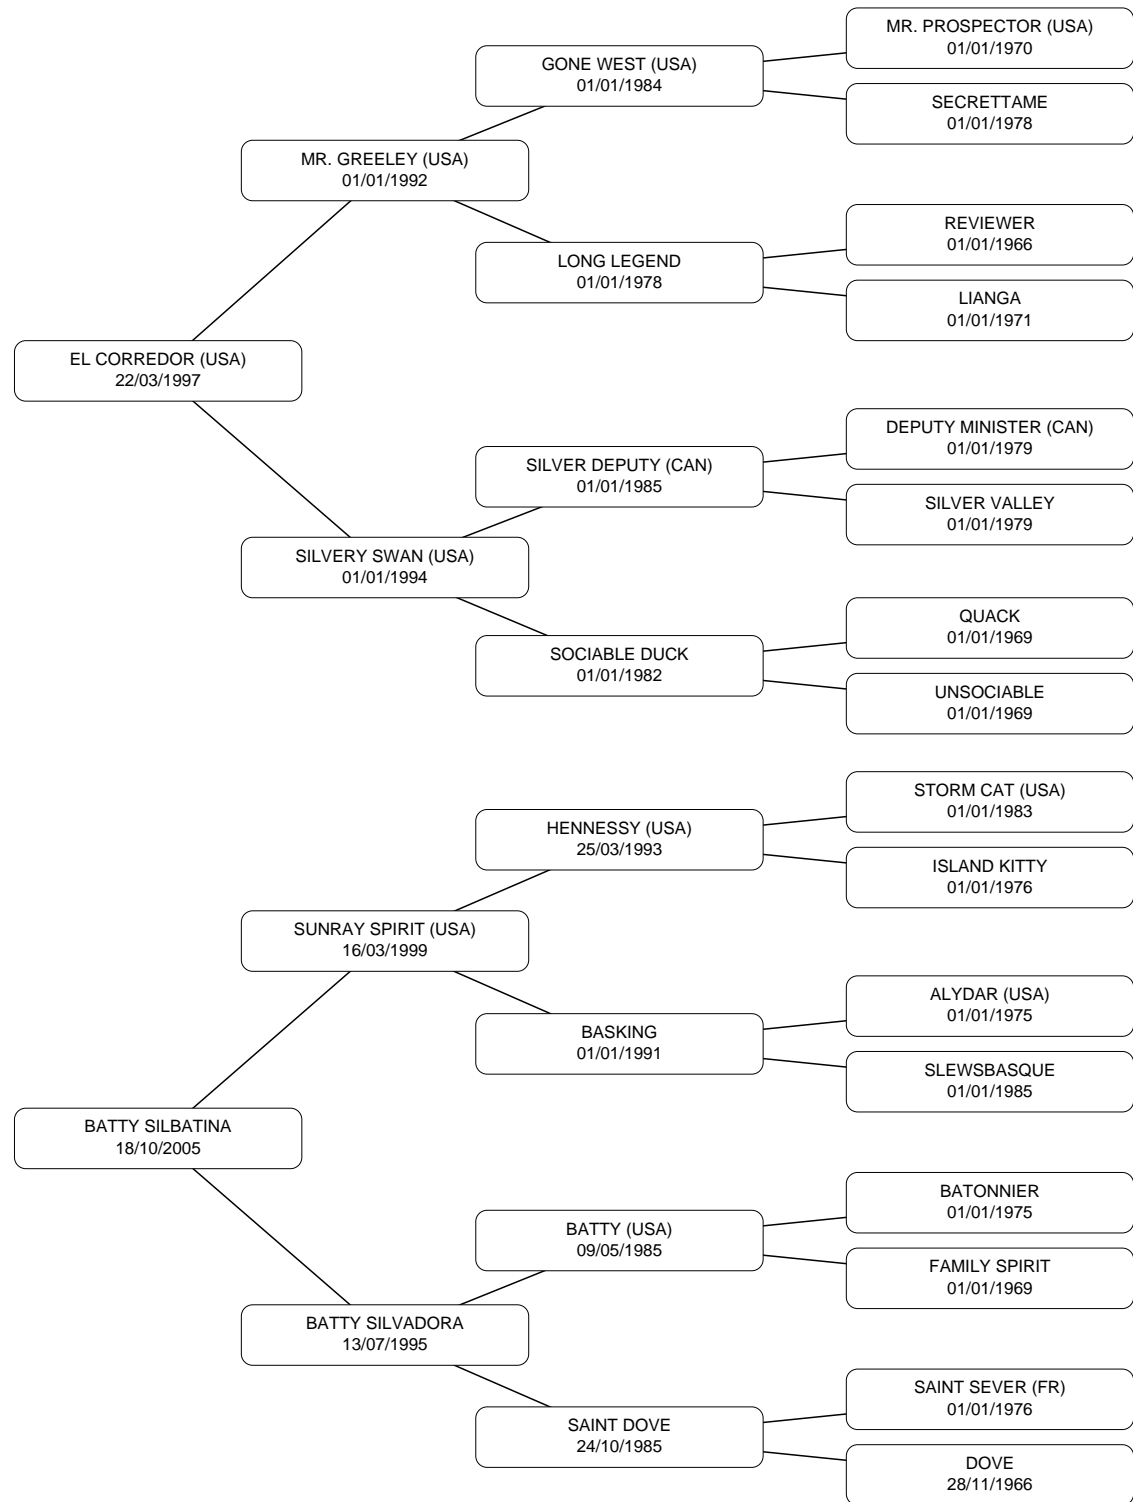 MR. PROSPECTOR (USA)
01/01/1970
GONE WEST (USA)
01/01/1984
SECRETTAME
01/01/1978
MR. GREELEY (USA)
01/01/1992
REVIEWER
01/01/1966
LONG LEGEND
01/01/1978
LIANGA
01/01/1971
EL CORREDOR (USA)
22/03/1997
DEPUTY MINISTER (CAN)
01/01/1979
SILVER DEPUTY (CAN)
01/01/1985
SILVER VALLEY
01/01/1979
SILVERY SWAN (USA)
01/01/1994
QUACK
01/01/1969
SOCIABLE DUCK
01/01/1982
UNSOCIABLE
01/01/1969
STORM CAT (USA)
01/01/1983
HENNESSY (USA)
25/03/1993
ISLAND KITTY
01/01/1976
SUNRAY SPIRIT (USA)
16/03/1999
ALYDAR (USA)
01/01/1975
BASKING
01/01/1991
SLEWSBASQUE
01/01/1985
BATTY SILBATINA
18/10/2005
BATONNIER
01/01/1975
BATTY (USA)
09/05/1985
FAMILY SPIRIT
01/01/1969
BATTY SILVADORA
13/07/1995
SAINT SEVER (FR)
01/01/1976
SAINT DOVE
24/10/1985
DOVE
28/11/1966